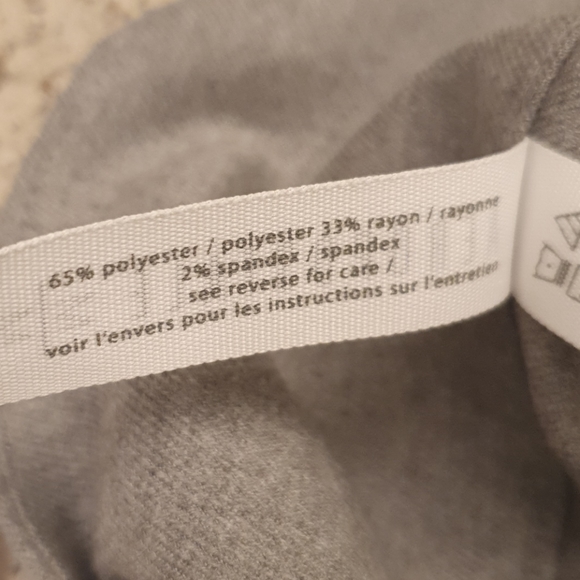 65% polyester / polyester 33% rayon / rayonne
2% spandex / spandex
see reverse for care /
voir l'envers pour les instructions sur l'entretien